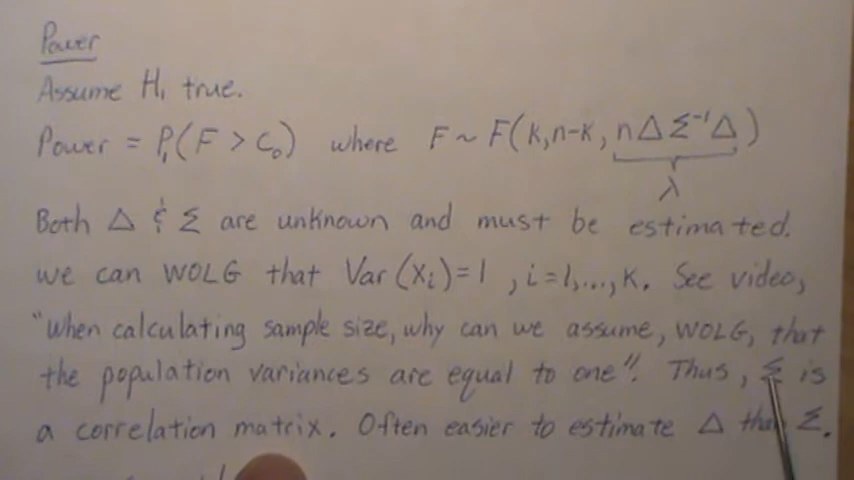 Power
Assume H₁ true.
Power = P₁(F > C₀) where F ~ F(k, n-k, nΔΣ⁻¹Δ)
λ
Both Δ & Σ are unknown and must be estimated.
we can WOLG that Var(Xᵢ)=1, i=1,...,k. See video,
"When calculating sample size, why can we assume, WOLG, that
the population variances are equal to one". Thus, Σ is
a correlation matrix. Often easier to estimate Δ than Σ.